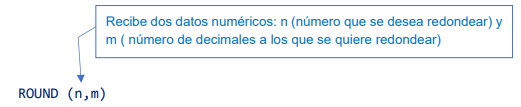 Recibe dos datos numéricos: n (número que se desea redondear) y
m ( número de decimales a los que se quiere redondear)
ROUND (n,m)